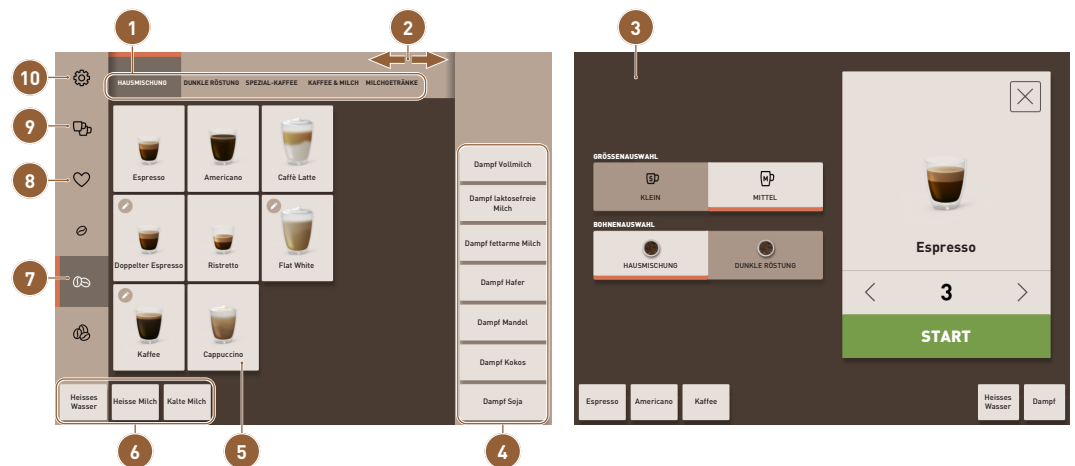 1
2
3
10
HAUSMISCHUNG
DUNKLE RÖSTUNG
SPEZIAL-KAFFEE
KAFFEE & MILCH
MILCHGETRÄNKE
9
8
7
Espresso
Americano
Caffè Latte
Doppelter Espresso
Ristretto
Flat White
Kaffee
Cappuccino
Dampf Vollmilch
Dampf laktosefreie
Milch
Dampf fettarme Milch
Dampf Hafer
Dampf Mandel
Dampf Kokos
Dampf Soja
Heisses
Wasser
Heisse Milch
Kalte Milch
6
5
4
GRÖSSENAUSWAHL
S
KLEIN
M
MITTEL
BOHNENAUSWAHL
HAUSMISCHUNG
DUNKLE RÖSTUNG
Espresso
3
START
Espresso
Americano
Kaffee
Heisses
Wasser
Dampf